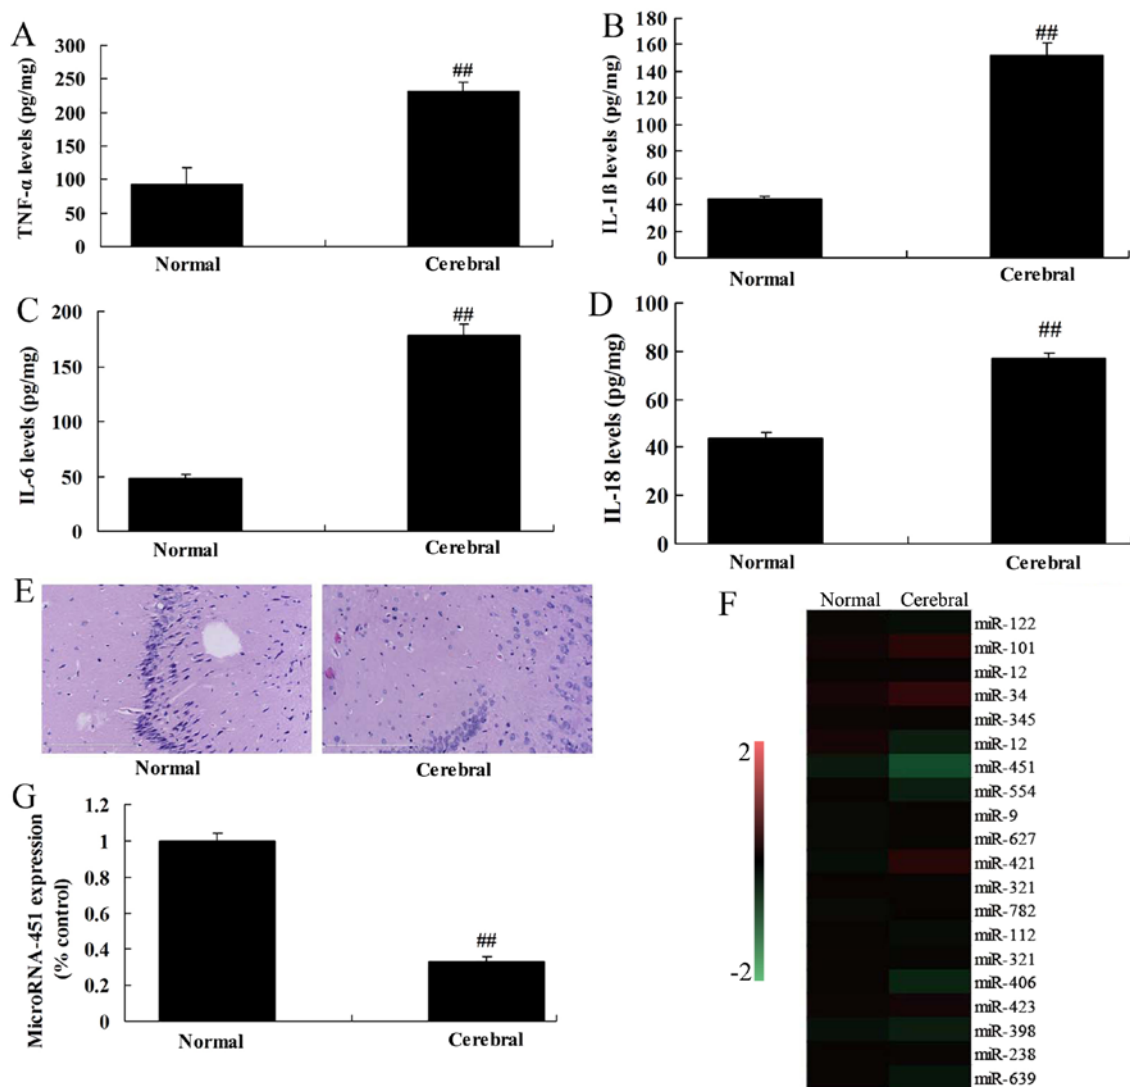 A
TNF-α levels (pg/mg)
300
250
200
150
100
50
0
##
Normal
Cerebral
B
IL-1ß levels (pg/mg)
180
160
140
120
160
80
60
40
20
0
##
Normal
Cerebral
C
IL-6 levels (pg/mg)
200
150
100
50
0
##
Normal
Cerebral
D
IL-18 levels (pg/mg)
100
80
60
40
20
0
##
Normal
Cerebral
E
Normal
Cerebral
F
Normal Cerebral
miR-122
miR-101
miR-12
miR-34
miR-345
miR-12
miR-451
miR-554
miR-9
miR-627
miR-421
miR-321
miR-782
miR-112
miR-321
miR-406
miR-423
miR-398
miR-238
miR-639
2
-2
G
MicroRNA-451 expression
(% control)
1.2
1
0.8
0.6
0.4
0.2
0
##
Normal
Cerebral